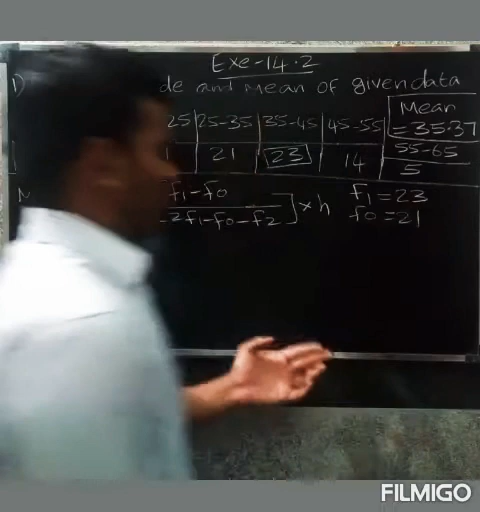 Exe-14.2
1) de and Mean of given data
Mean
= 35.37
25 25-35 35-45 45-55 55-65
21 23 14 5
f1-f0
2f1-f0-f2 ] x h
f1 = 23
f0 = 21
FILMIGO